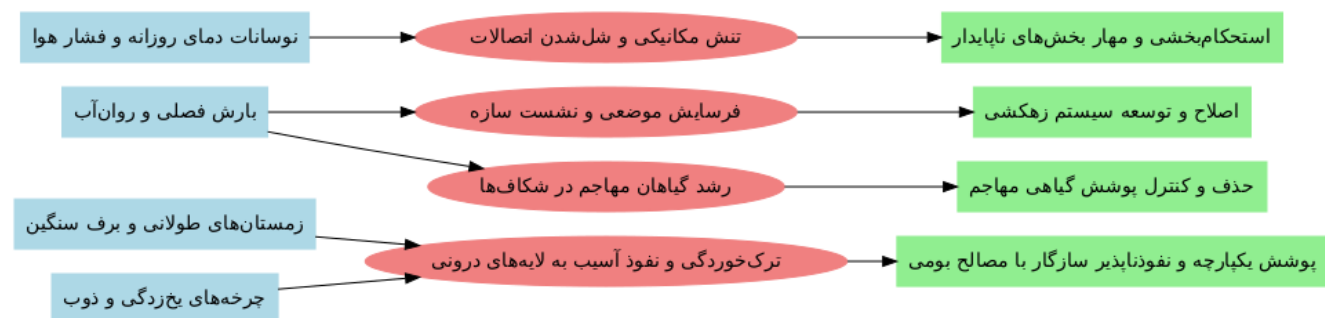 نوسانات دمای روزانه و فشار هوا
تنش مکانیکی و شل‌شدن اتصالات
استحکام‌بخشی و مهار بخش‌های ناپایدار
بارش فصلی و روان‌آب
فرسایش موضعی و نشست سازه
اصلاح و توسعه سیستم زهکشی
رشد گیاهان مهاجم در شکاف‌ها
حذف و کنترل پوشش گیاهی مهاجم
زمستان‌های طولانی و برف سنگین
ترک‌خوردگی و نفوذ آسیب به لایه‌های درونی
پوشش یکپارچه و نفوذناپذیر سازگار با مصالح بومی
چرخه‌های یخ‌زدگی و ذوب